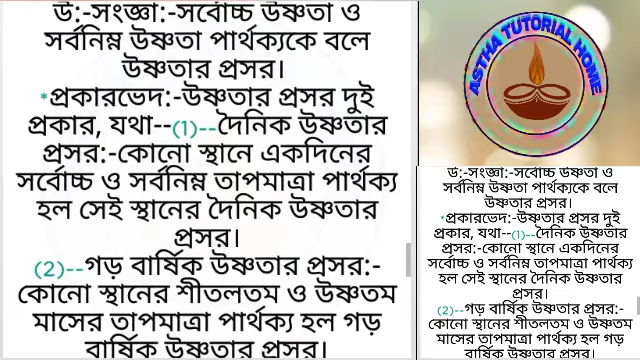 উ:-সংজ্ঞা:-সর্বোচ্চ উষ্ণতা ও
সর্বনিম্ন উষ্ণতা পার্থক্যকে বলে
উষ্ণতার প্রসর।
*প্রকারভেদ:-উষ্ণতার প্রসর দুই
প্রকার, যথা--(1)--দৈনিক উষ্ণতার
প্রসর:-কোনো স্থানে একদিনের
সর্বোচ্চ ও সর্বনিম্ন তাপমাত্রা পার্থক্য
হল সেই স্থানের দৈনিক উষ্ণতার
প্রসর।
(2)--গড় বার্ষিক উষ্ণতার প্রসর:-
কোনো স্থানের শীতলতম ও উষ্ণতম
মাসের তাপমাত্রা পার্থক্য হল গড়
বার্ষিক উষ্ণতার প্রসর।
ASTHA TUTORIAL HOME
উ:-সংজ্ঞা:-সর্বোচ্চ উষ্ণতা ও
সর্বনিম্ন উষ্ণতা পার্থক্যকে বলে
উষ্ণতার প্রসর।
*প্রকারভেদ:-উষ্ণতার প্রসর দুই
প্রকার, যথা--(1)--দৈনিক উষ্ণতার
প্রসর:-কোনো স্থানে একদিনের
সর্বোচ্চ ও সর্বনিম্ন তাপমাত্রা পার্থক্য
হল সেই স্থানের দৈনিক উষ্ণতার
প্রসর।
(2)--গড় বার্ষিক উষ্ণতার প্রসর:-
কোনো স্থানের শীতলতম ও উষ্ণতম
মাসের তাপমাত্রা পার্থক্য হল গড়
বার্ষিক উষ্ণতার প্রসর।